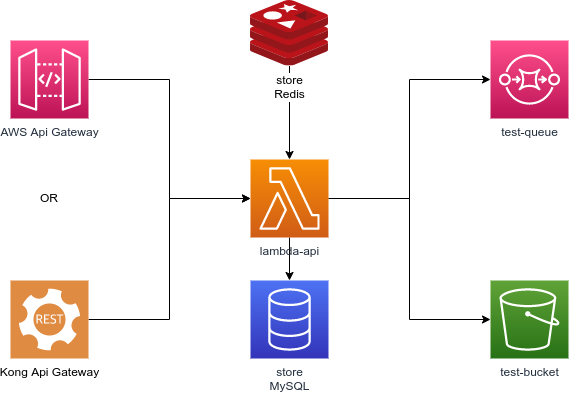 store
Redis
AWS Api Gateway
test-queue
OR
lambda-api
REST
Kong Api Gateway
store
MySQL
test-bucket